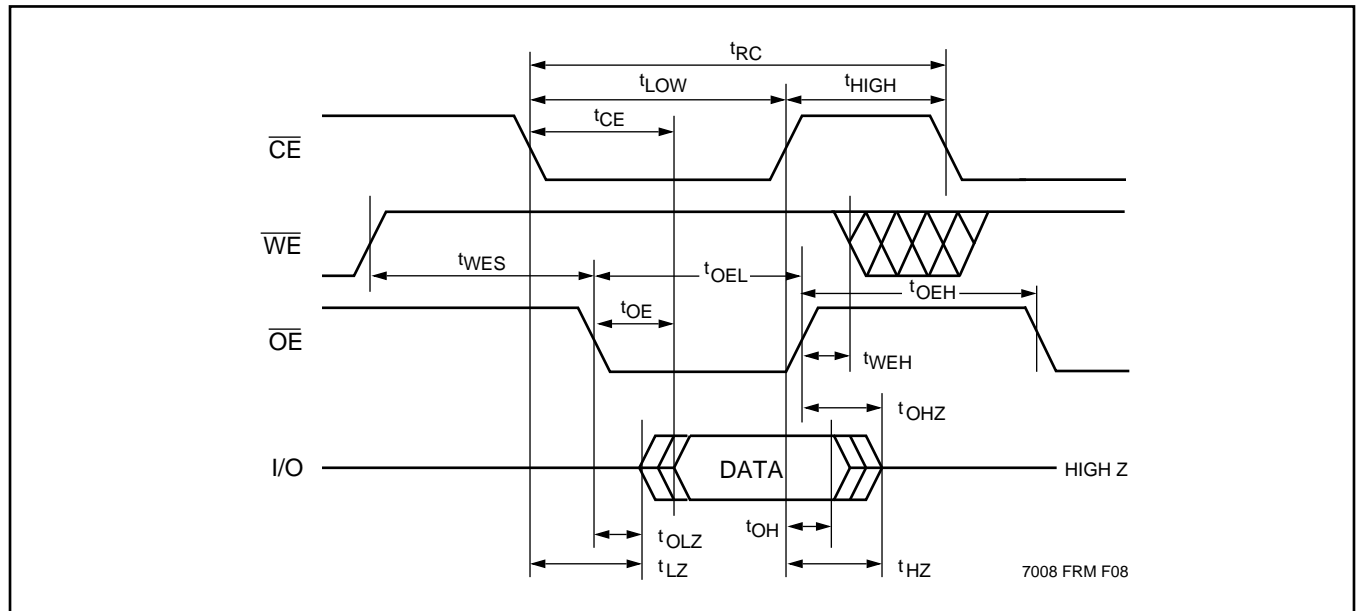 tRC
tLOW
tHIGH
tCE
CE
WE
tWES
tOEL
tOEH
tOE
OE
tWEH
tOHZ
I/O
DATA
HIGH Z
tOH
tOLZ
tLZ
tHZ
7008 FRM F08